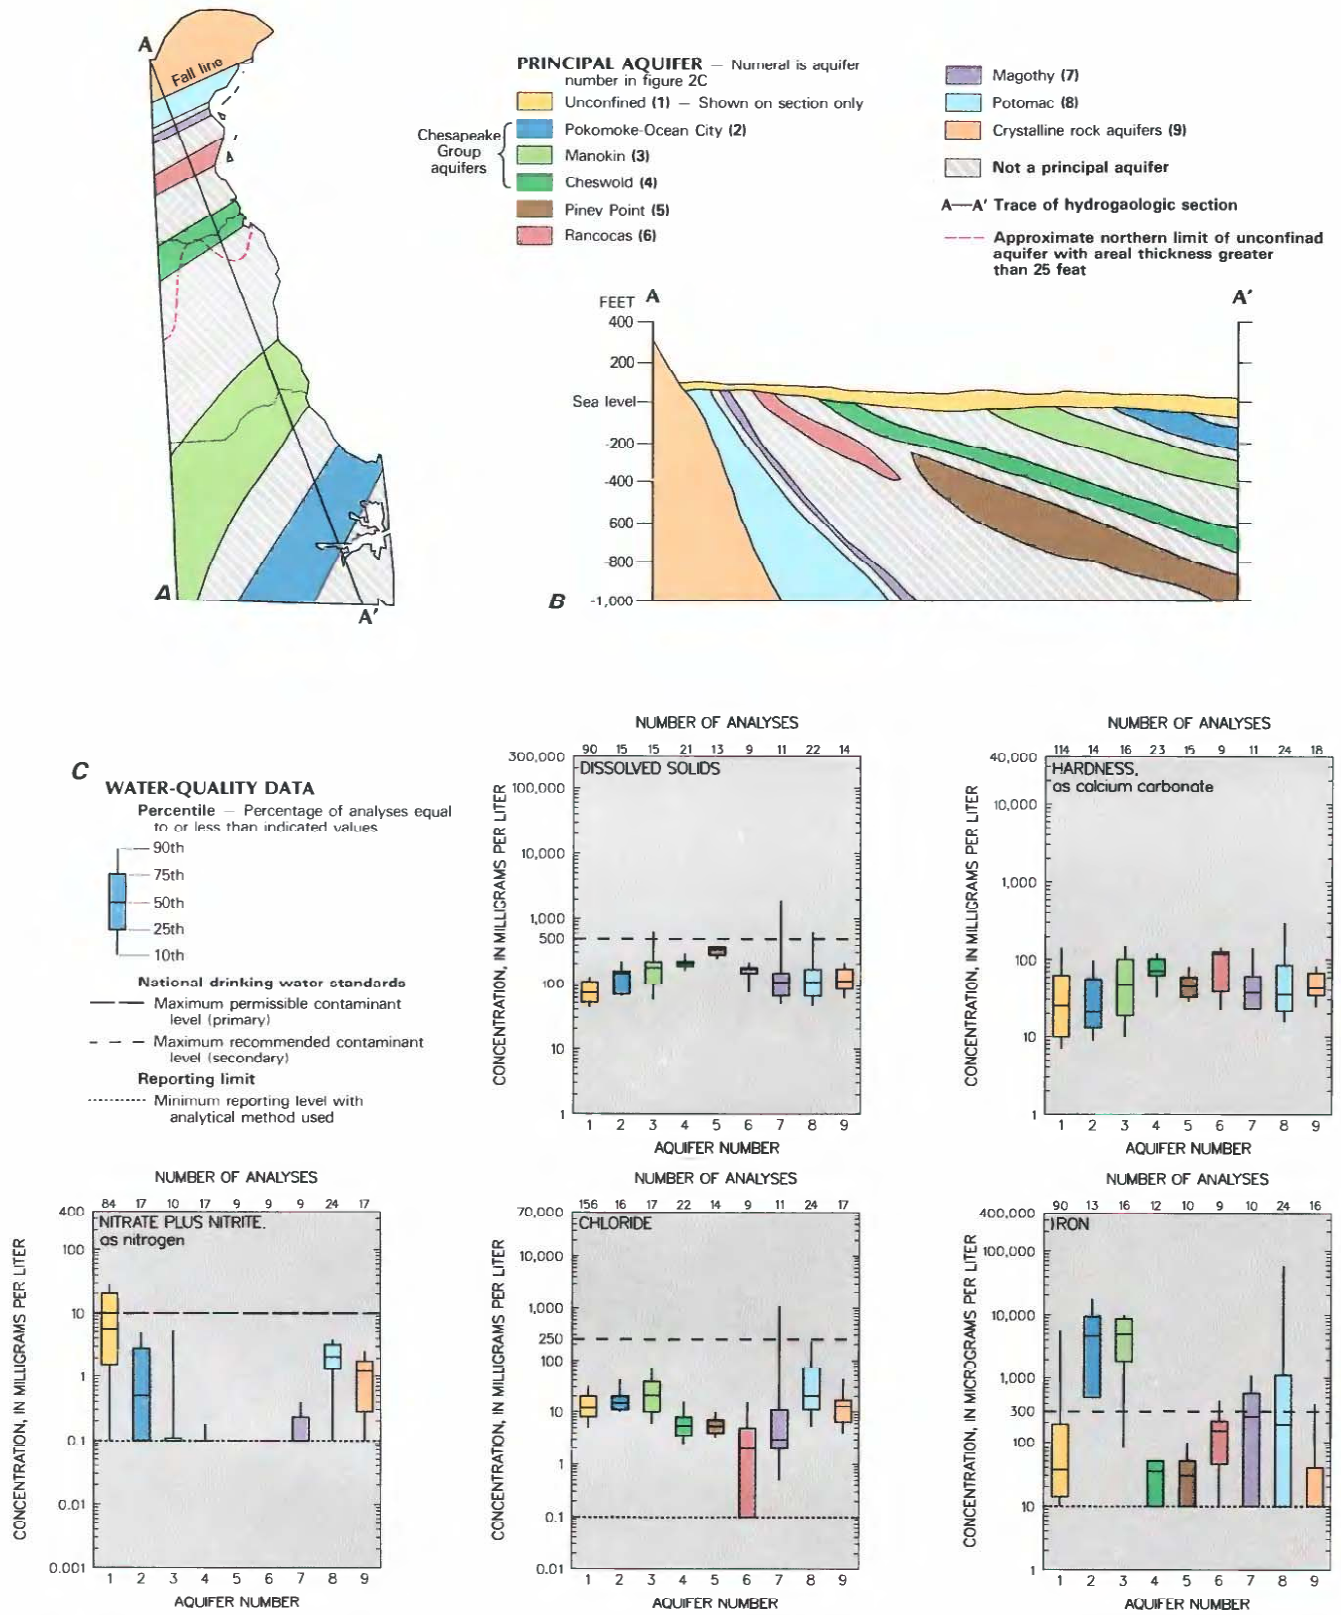 A
Fall line
A
A'
PRINCIPAL AQUIFER — Numeral is aquifer
number in figure 2C
Unconfined (1) — Shown on section only
Chesapeake
Group
aquifers
Pokomoke-Ocean City (2)
Manokin (3)
Cheswold (4)
Pinev Point (5)
Rancocas (6)
Magothy (7)
Potomac (8)
Crystalline rock aquifers (9)
Not a principal aquifer
A—A' Trace of hydrogaologic section
Approximate northern limit of unconfinad
aquifer with areal thickness greater
than 25 feat
FEET A
A'
400
200
Sea level
-200
-400
600
-800
-1,000
B
C
WATER-QUALITY DATA
Percentile — Percentage of analyses equal
to or less than indicated values
90th
75th
50th
25th
10th
National drinking water standards
Maximum permissible contaminant
level (primary)
Maximum recommended contaminant
level (secondary)
Reporting limit
Minimum reporting level with
analytical method used
NUMBER OF ANALYSES
90 15 15 21 13 9 11 22 14
DISSOLVED SOLIDS
CONCENTRATION, IN MILLIGRAMS PER LITER
300,000
100,000
10,000
1,000
500
100
10
1
1 2 3 4 5 6 7 8 9
AQUIFER NUMBER
NUMBER OF ANALYSES
114 14 16 23 15 9 11 24 18
HARDNESS,
as calcium carbonate
CONCENTRATION, IN MILLIGRAMS PER LITER
40,000
10,000
1,000
100
10
1
1 2 3 4 5 6 7 8 9
AQUIFER NUMBER
NUMBER OF ANALYSES
84 17 10 17 9 9 9 24 17
NITRATE PLUS NITRITE,
as nitrogen
CONCENTRATION, IN MILLIGRAMS PER LITER
400
100
10
1
0.1
0.01
0.001
1 2 3 4 5 6 7 8 9
AQUIFER NUMBER
NUMBER OF ANALYSES
156 16 17 22 14 9 11 24 17
CHLORIDE
CONCENTRATION, IN MILLIGRAMS PER LITER
70,000
10,000
1,000
250
100
10
1
0.1
0.01
1 2 3 4 5 6 7 8 9
AQUIFER NUMBER
NUMBER OF ANALYSES
90 13 16 12 10 9 10 24 16
IRON
CONCENTRATION, IN MICROGRAMS PER LITER
400,000
100,000
10,000
1,000
300
100
10
1
1 2 3 4 5 6 7 8 9
AQUIFER NUMBER